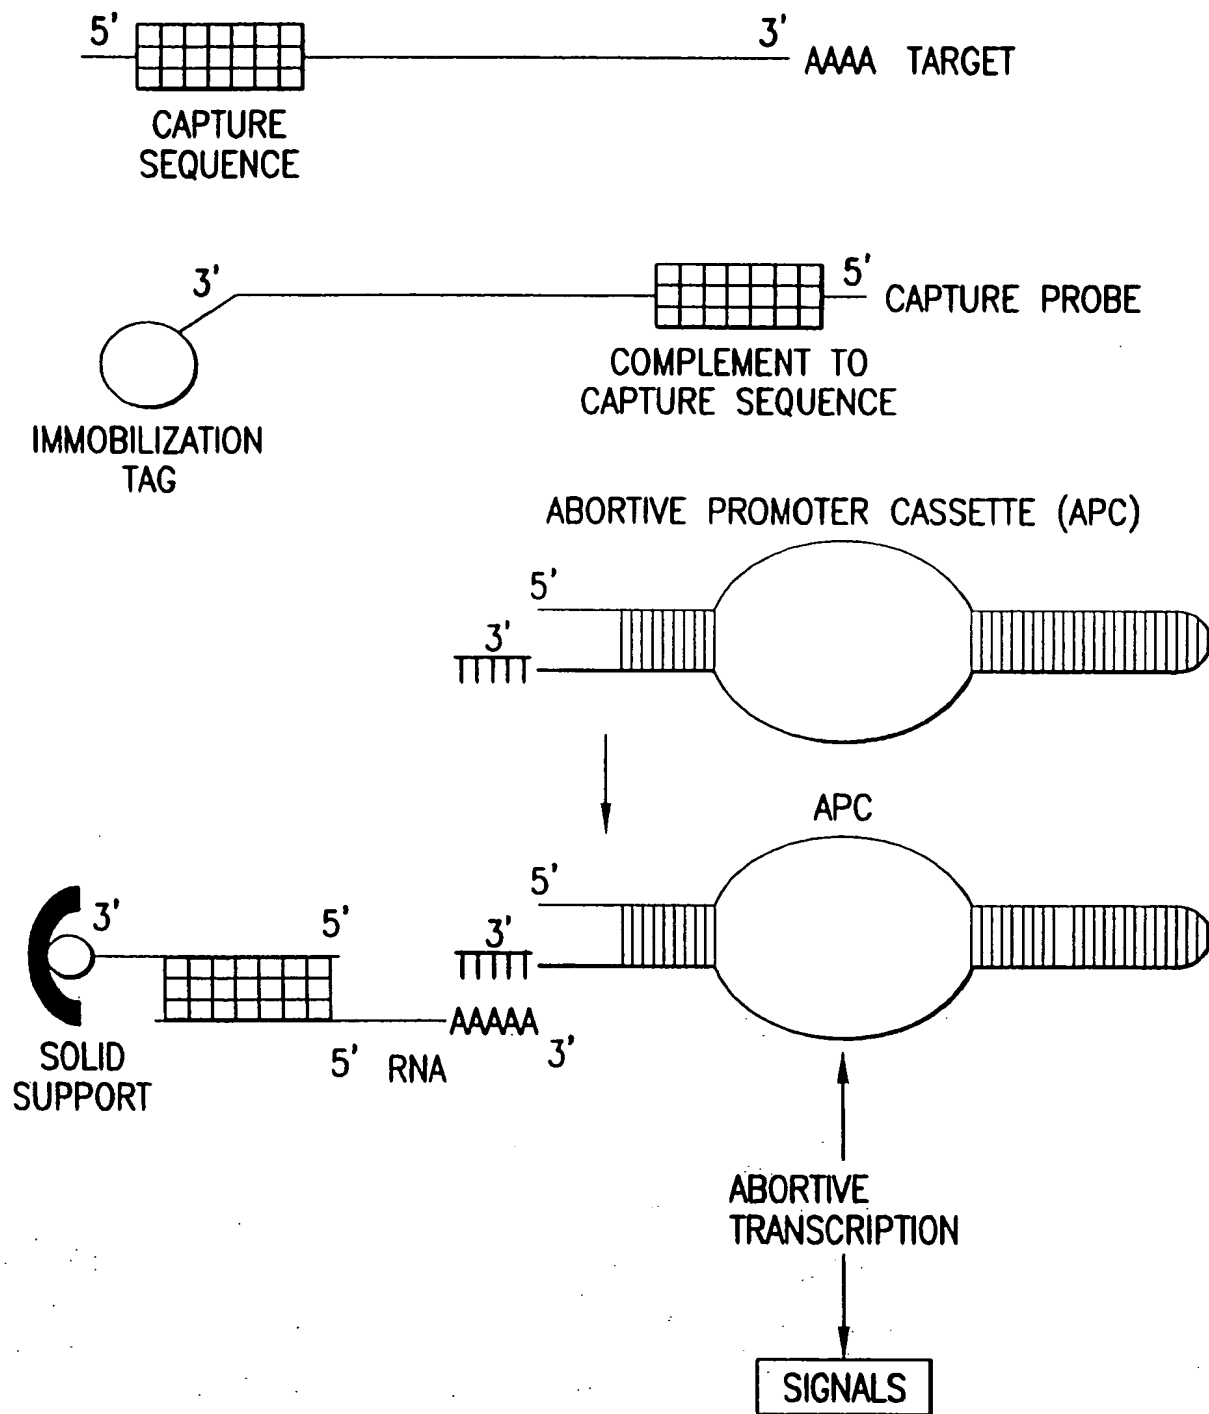 5' 3'
AAAA TARGET
CAPTURE
SEQUENCE
3' 5'
CAPTURE PROBE
COMPLEMENT TO
CAPTURE SEQUENCE
IMMOBILIZATION
TAG
ABORTIVE PROMOTER CASSETTE (APC)
5'
3'
TTTTT
APC
5'
3' 5' 3'
TTTTT
AAAAA
5' RNA 3'
SOLID
SUPPORT
ABORTIVE
TRANSCRIPTION
SIGNALS